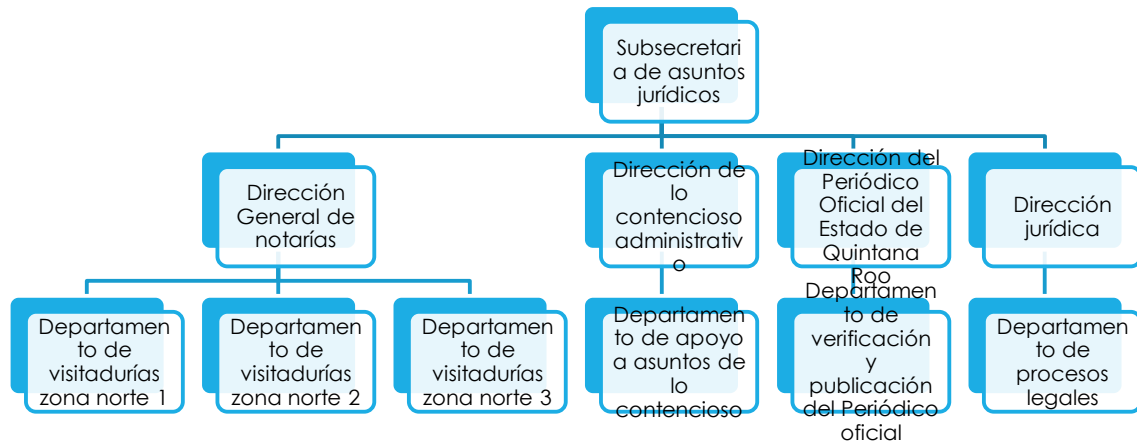 Subsecretari
a de asuntos
jurídicos
Dirección
General de
notarías
Dirección de
lo
contencioso
administrativ
o
Dirección del
Periódico
Oficial del
Estado de
Quintana
Roo
Dirección
jurídica
Departamen
to de
visitadurías
zona norte 1
Departamen
to de
visitadurías
zona norte 2
Departamen
to de
visitadurías
zona norte 3
Departamen
to de apoyo
a asuntos de
lo
contencioso
Departamen
to de
verificación
y
publicación
del Periódico
oficial
Departamen
to de
procesos
legales